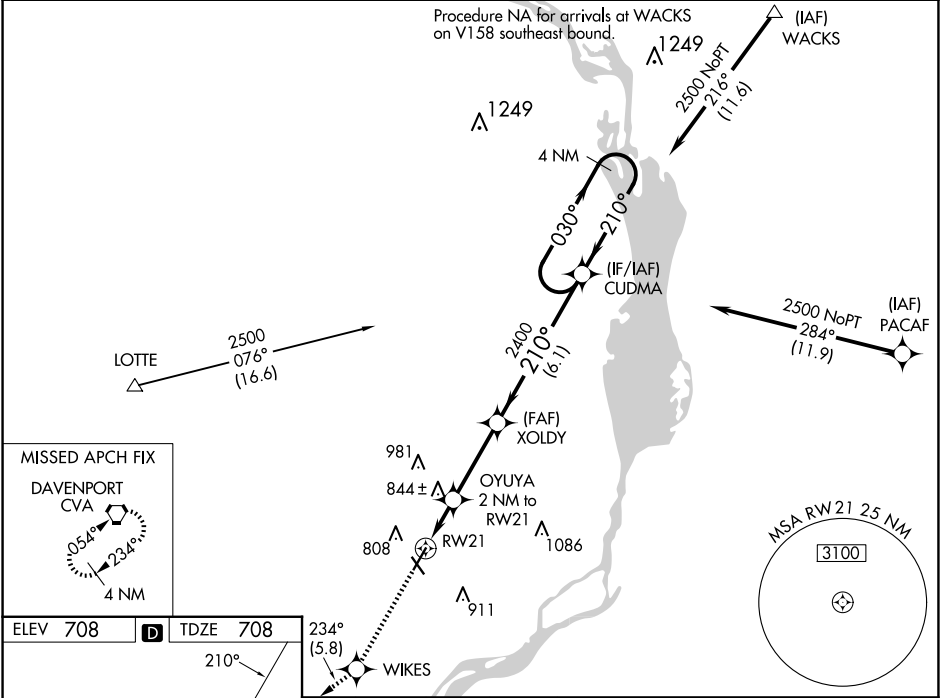 Procedure NA for arrivals at WACKS
on V158 southeast bound.
(IAF)
WACKS
1249
2500 NoPT
216°
(11.6)
1249
4 NM
030°
210°
(IF/IAF)
CUDMA
2500 NoPT
284°
(11.9)
(IAF)
PACAF
2500
076°
(16.6)
LOTTE
2400
210°
(6.1)
(FAF)
XOLDY
981
844±
OYUYA
2 NM to
RW21
808
RW21
1086
911
MISSED APCH FIX
DAVENPORT
CVA
054°
234°
4 NM
MSA RW21 25 NM
3100
ELEV 708 D TDZE 708
210°
234°
(5.8)
WIKES